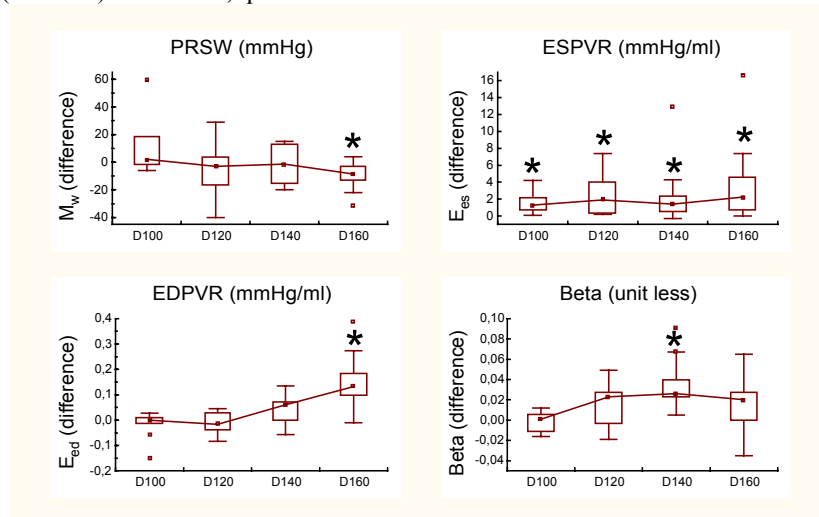 PRSW (mmHg)
M_w (difference)
60
40
20
0
-20
-40
D100 D120 D140 D160
*
ESPVR (mmHg/ml)
E_es (difference)
16
14
12
10
8
6
4
2
0
D100 D120 D140 D160
* * * *
EDPVR (mmHg/ml)
E_ed (difference)
0,4
0,3
0,2
0,1
0,0
-0,1
-0,2
D100 D120 D140 D160
*
Beta (unit less)
Beta (difference)
0,10
0,08
0,06
0,04
0,02
0,00
-0,02
-0,04
D100 D120 D140 D160
*